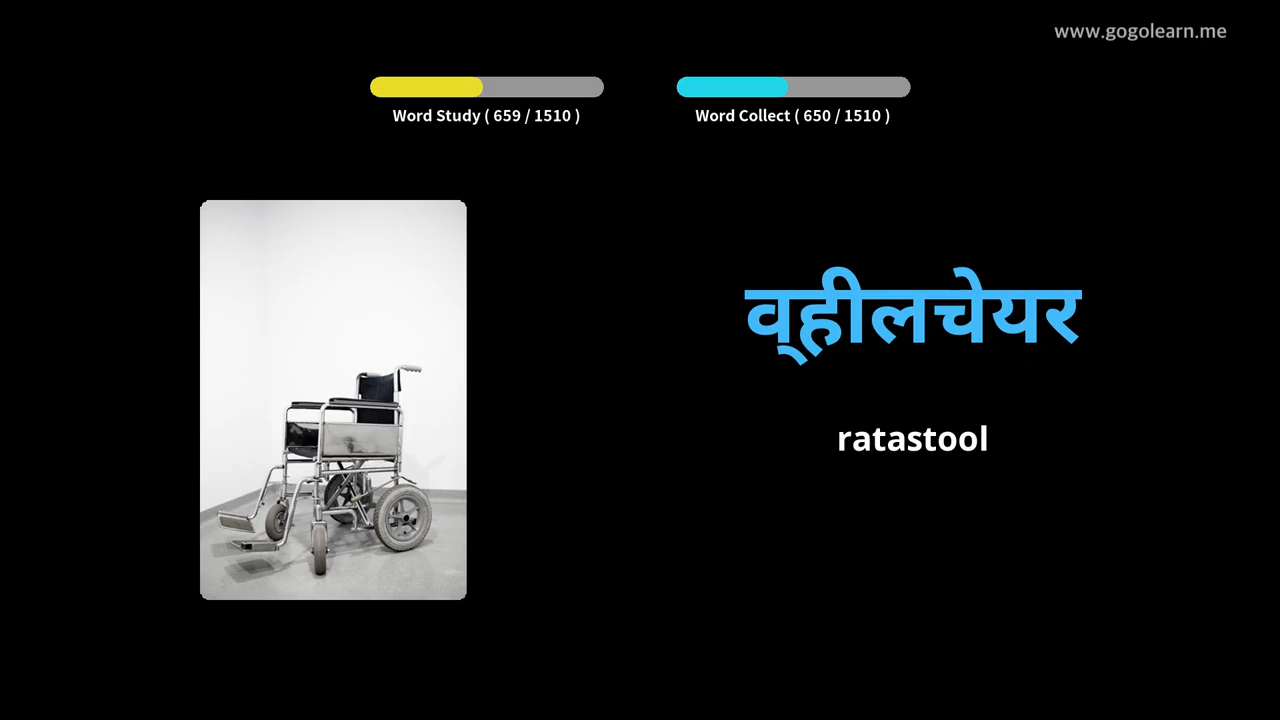 www.gogolearn.me
Word Study ( 659 / 1510 )
Word Collect ( 650 / 1510 )
व्हीलचेयर
ratastool